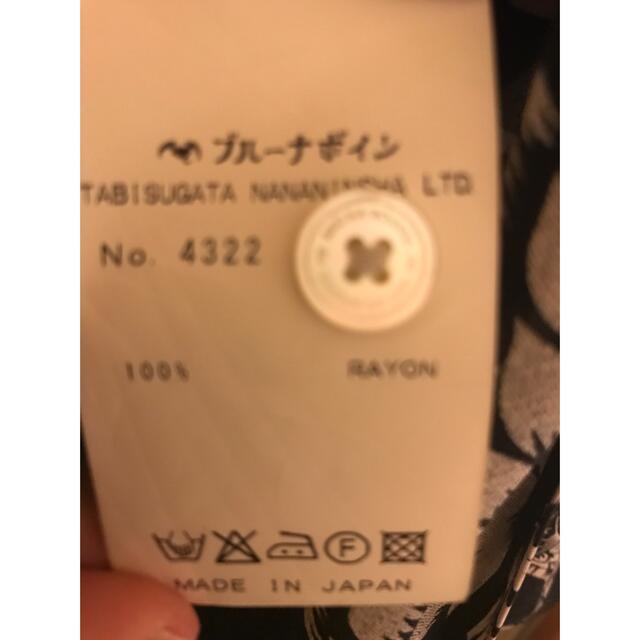 ブルーナボイン
TABISUGATA NANANINSHA LTD
No. 4322
100% RAYON
F
MADE IN JAPAN